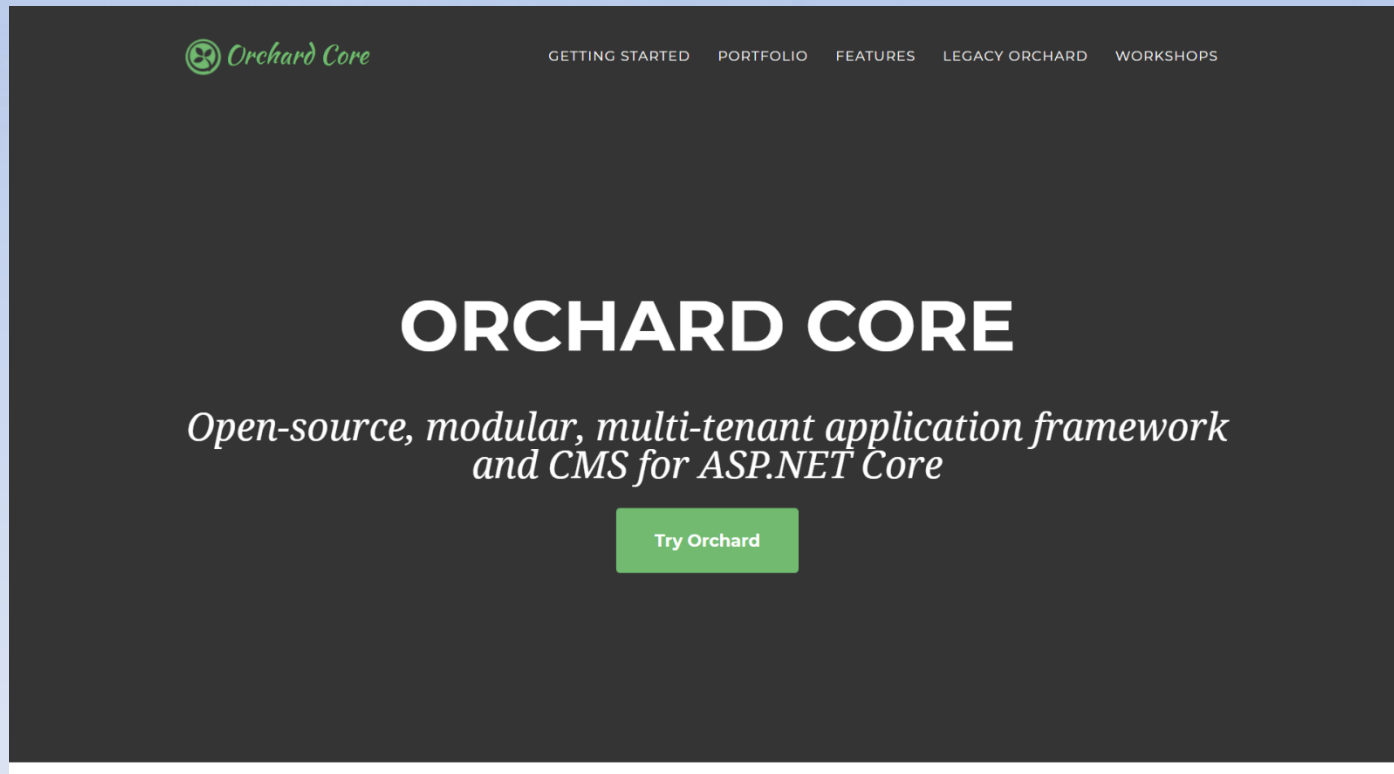 Orchard Core
GETTING STARTED PORTFOLIO FEATURES LEGACY ORCHARD WORKSHOPS
ORCHARD CORE
Open-source, modular, multi-tenant application framework
and CMS for ASP.NET Core
Try Orchard